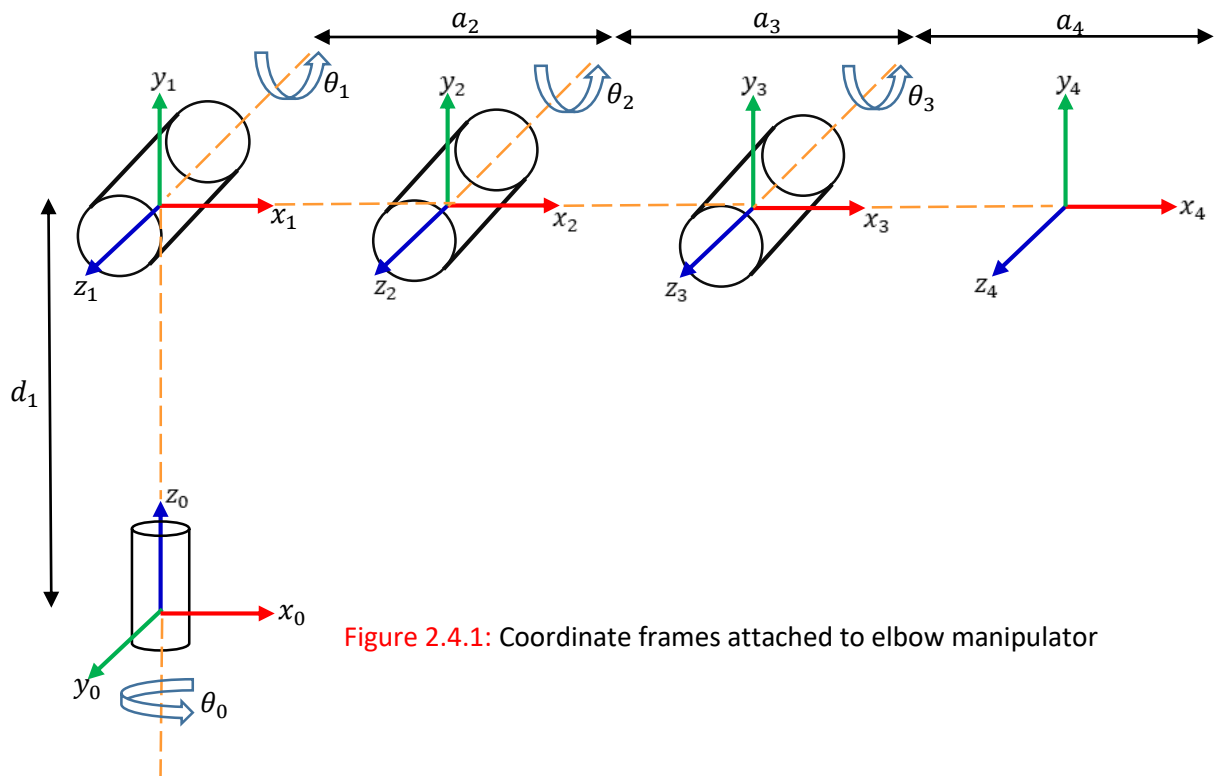 a₂ a₃ a₄
y₁ θ₁ y₂ θ₂ y₃ θ₃ y₄
x₁ x₂ x₃ x₄
z₁ z₂ z₃ z₄
d₁
z₀
x₀
Figure 2.4.1: Coordinate frames attached to elbow manipulator
y₀ θ₀